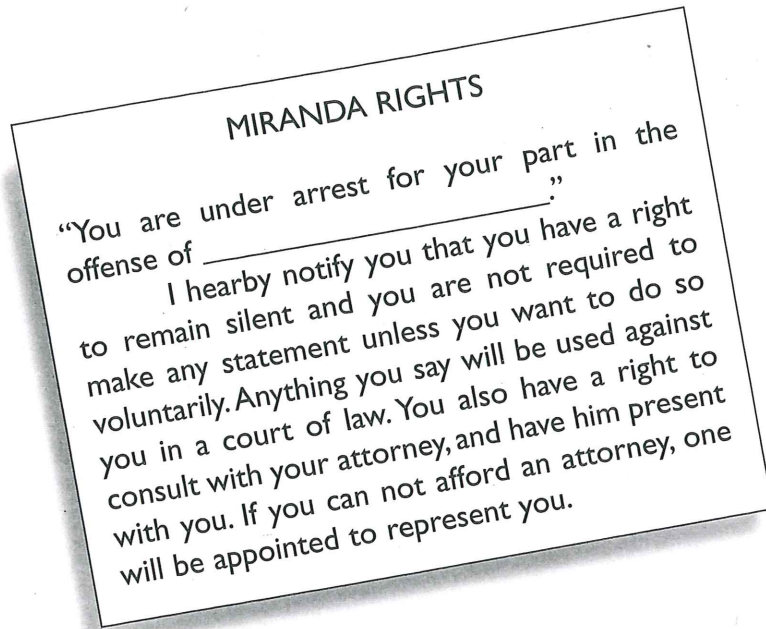 MIRANDA RIGHTS
“You are under arrest for your part in the
offense of ____________________.”
I hearby notify you that you have a right
to remain silent and you are not required to
make any statement unless you want to do so
voluntarily. Anything you say will be used against
you in a court of law. You also have a right to
consult with your attorney, and have him present
with you. If you can not afford an attorney, one
will be appointed to represent you.